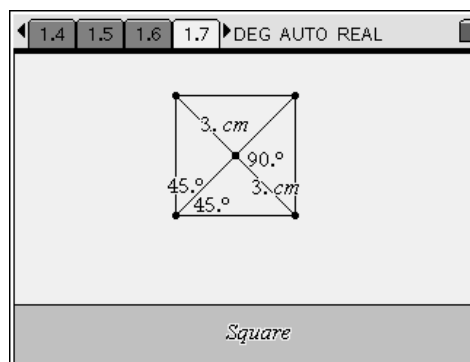 1.4 1.5 1.6 1.7 DEG AUTO REAL
3. cm
90.º
45.º 3. cm
45.º
Square